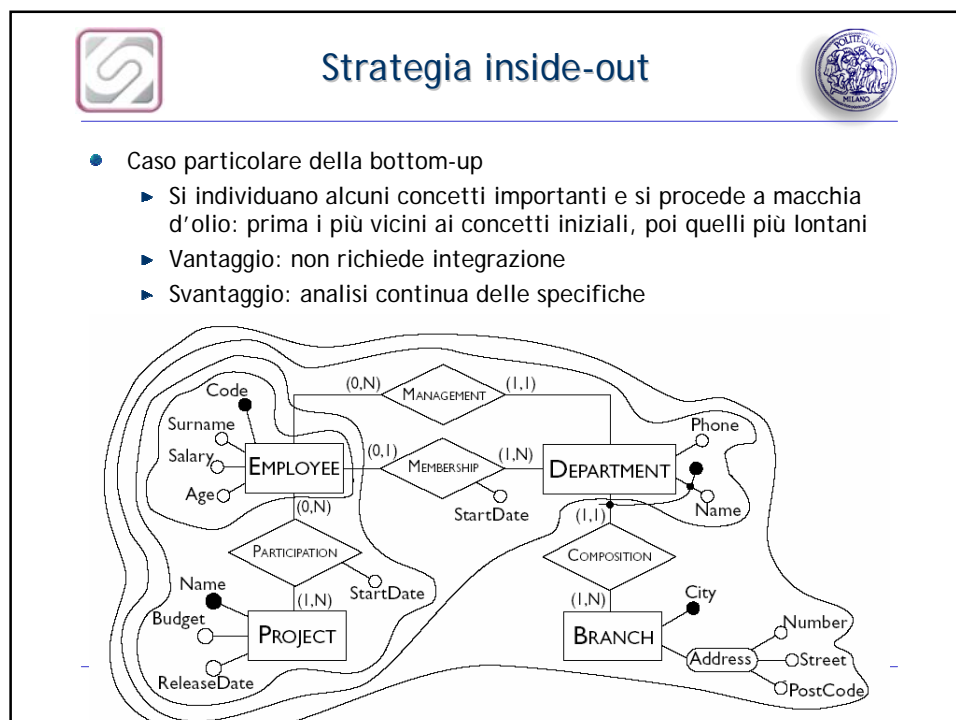 Strategia inside-out
POLITECNICO
MILANO
Caso particolare della bottom-up
Si individuano alcuni concetti importanti e si procede a macchia
d'olio: prima i più vicini ai concetti iniziali, poi quelli più lontani
Vantaggio: non richiede integrazione
Svantaggio: analisi continua delle specifiche
(0,N) MANAGEMENT (1,1)
Code
Surname
Phone
Salary
EMPLOYEE (0,1) MEMBERSHIP (1,N) DEPARTMENT
Age
(0,N)
StartDate
(1,1)
Name
PARTICIPATION
COMPOSITION
Name
StartDate
(1,N)
(1,N)
City
Budget
PROJECT
BRANCH
Number
Address
Street
ReleaseDate
PostCode